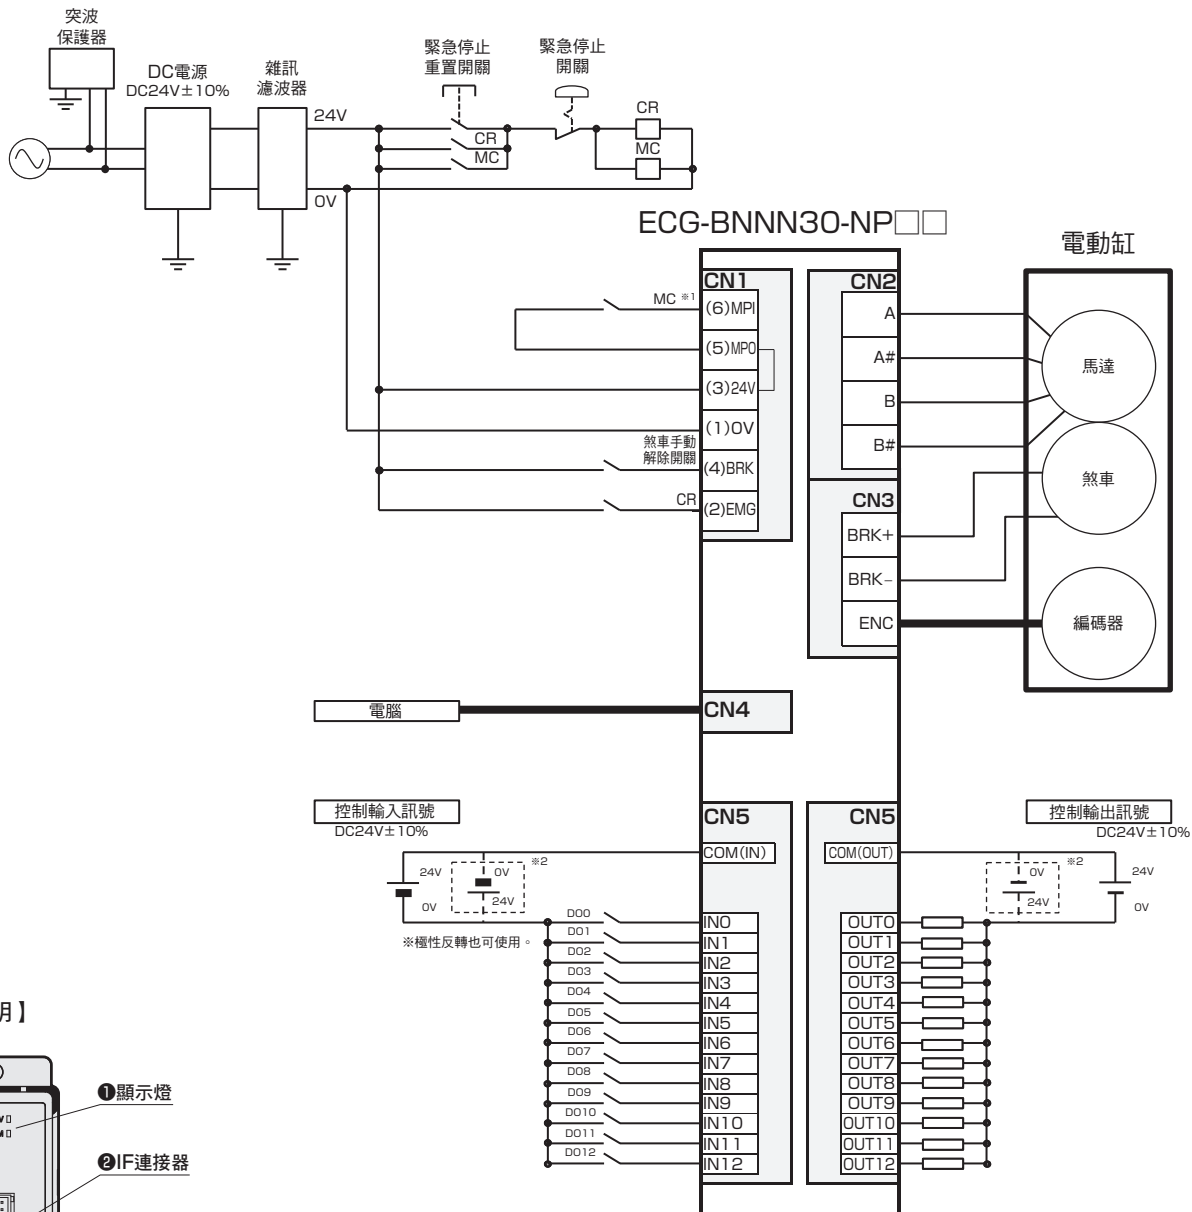 突波
保護器
DC電源
DC24V±10%
雜訊
濾波器
24V
0V
緊急停止
重置開關
緊急停止
開關
CR
MC
CR
MC
ECG-BNNN30-NP□□
電動缸
CN1
MC ※1
(6)MPI
(5)MPO
(3)24V
(1)0V
煞車手動
解除開關
(4)BRK
CR
(2)EMG
CN2
A
A#
B
B#
馬達
煞車
CN3
BRK+
BRK−
ENC
編碼器
電腦
CN4
控制輸入訊號
DC24V±10%
CN5
COM(IN)
24V
0V
0V
24V
※2
※極性反轉也可使用。
DO0
IN0
DO1
IN1
DO2
IN2
DO3
IN3
DO4
IN4
DO5
IN5
DO6
IN6
DO7
IN7
DO8
IN8
DO9
IN9
DO10
IN10
DO11
IN11
DO12
IN12
CN5
控制輸出訊號
DC24V±10%
COM(OUT)
0V
24V
※2
24V
0V
OUT0
OUT1
OUT2
OUT3
OUT4
OUT5
OUT6
OUT7
OUT8
OUT9
OUT10
OUT11
OUT12
明】
❶顯示燈
❷IF連接器